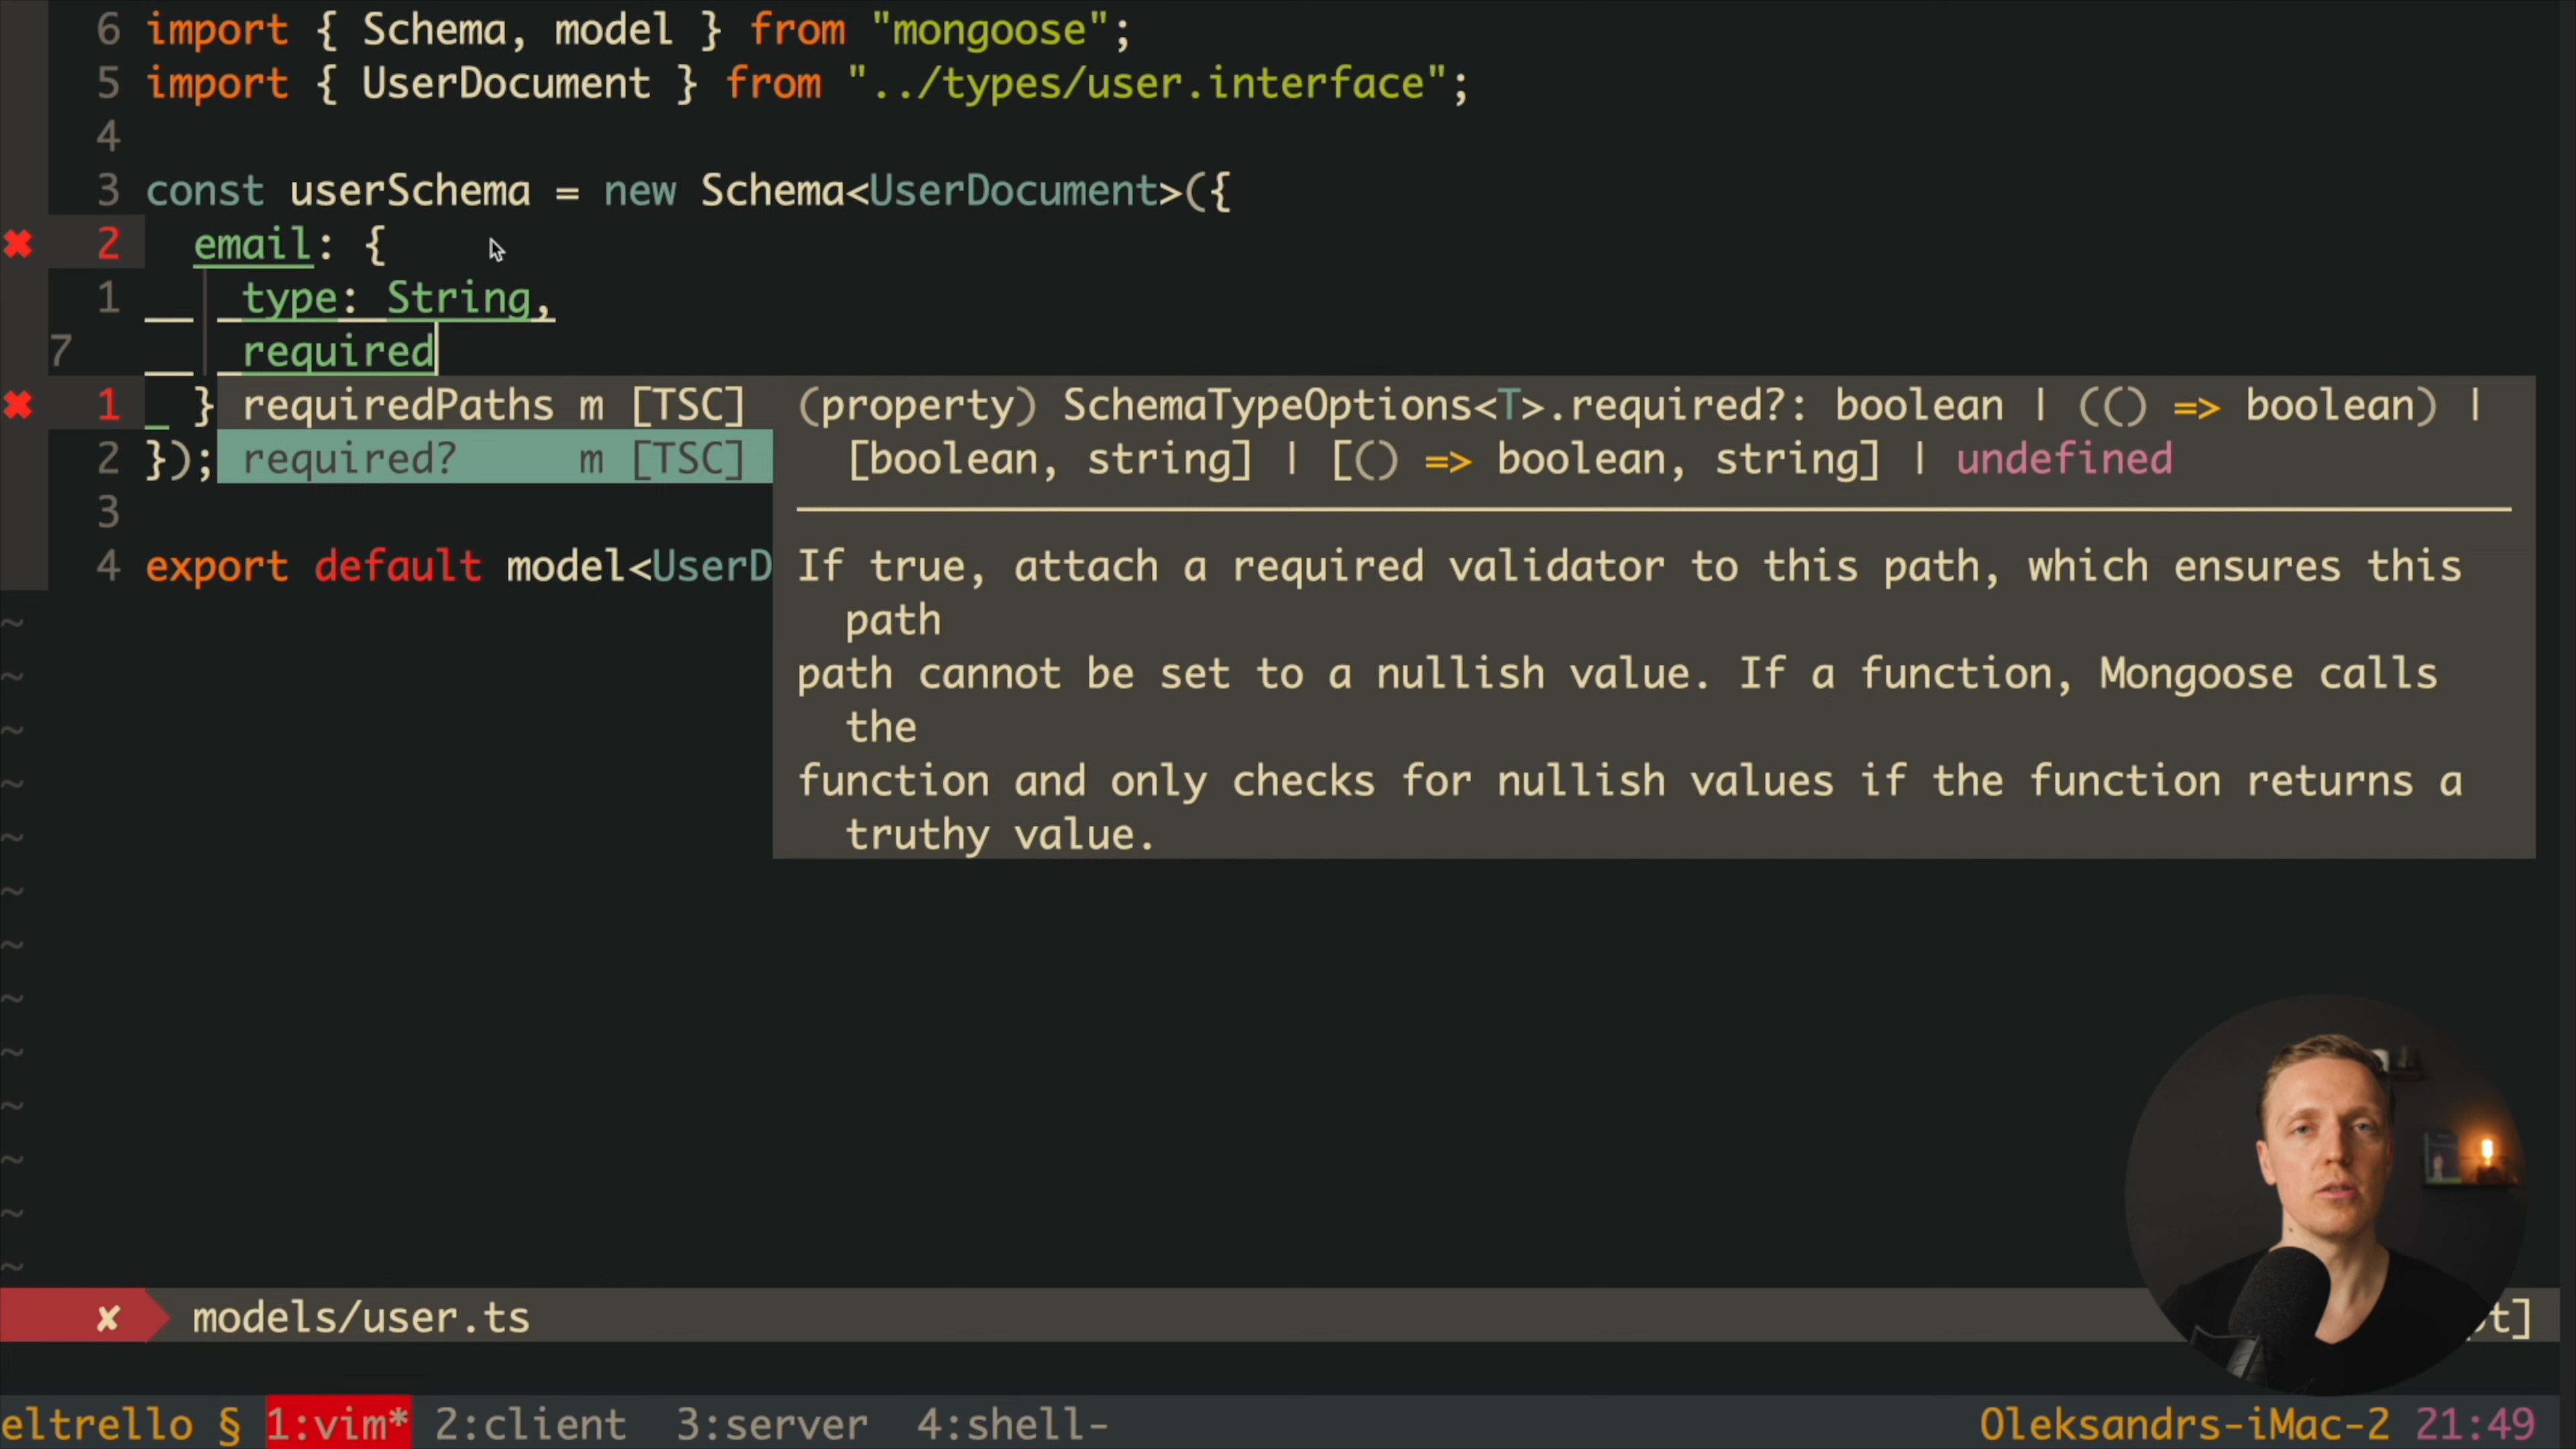 6 import { Schema, model } from "mongoose";
5 import { UserDocument } from "../types/user.interface";
4
3 const userSchema = new Schema<UserDocument>({
✖ 2 email: {
1 type: String,
7 required
✖ 1 } requiredPaths m [TSC]
2 }); required? m [TSC]
3
4 export default model<UserD
(property) SchemaTypeOptions<T>.required?: boolean | (() => boolean) |
[boolean, string] | [() => boolean, string] | undefined
If true, attach a required validator to this path, which ensures this
path
path cannot be set to a nullish value. If a function, Mongoose calls
the
function and only checks for nullish values if the function returns a
truthy value.
~
~
~
~
~
~
~
~
~
~
~
~
~
✘ models/user.ts t]
eltrello § 1:vim* 2:client 3:server 4:shell- Oleksandrs-iMac-2 21:49